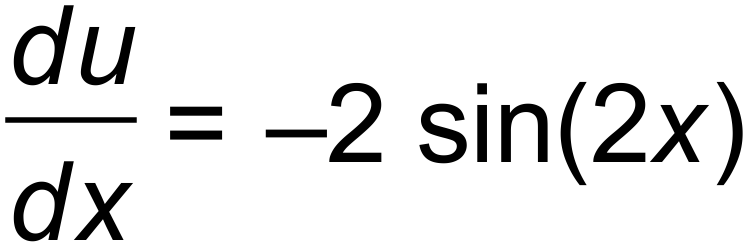 du/dx = –2 sin(2x)